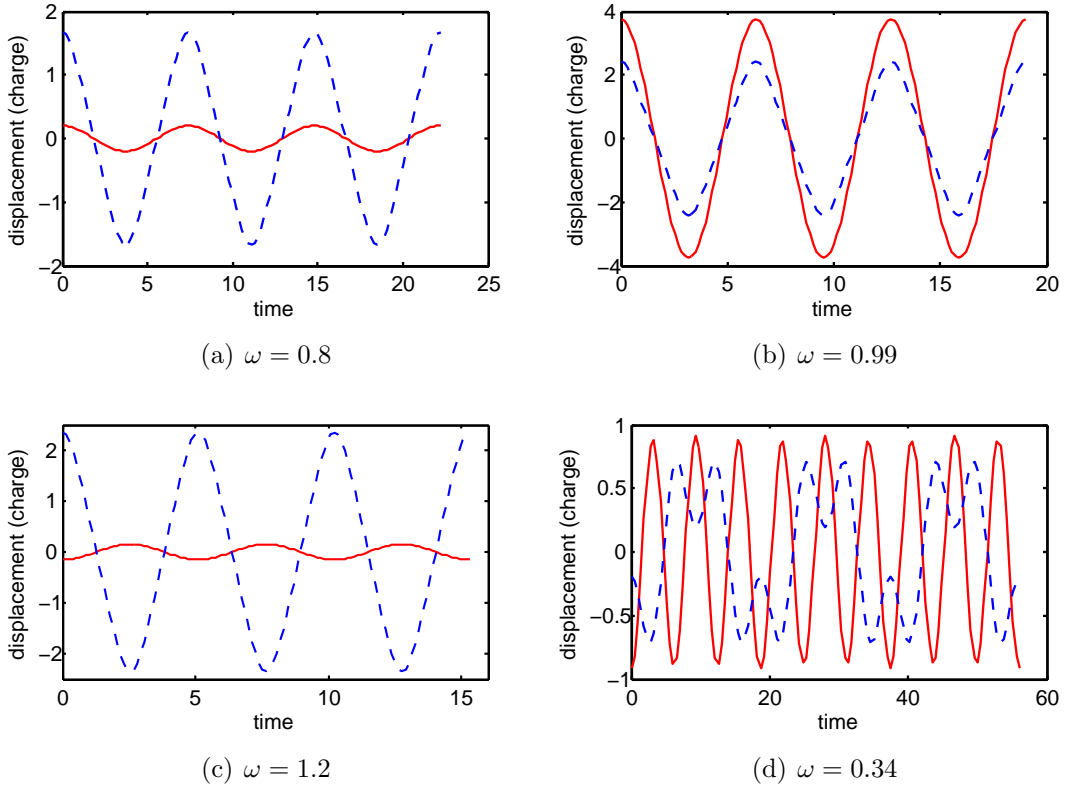 2
1
0
−1
−2
0 5 10 15 20 25
displacement (charge)
time
(a) ω = 0.8
4
2
0
−2
−4
0 5 10 15 20
displacement (charge)
time
(b) ω = 0.99
2
1
0
−1
−2
0 5 10 15
displacement (charge)
time
(c) ω = 1.2
1
0.5
0
−0.5
−1
0 20 40 60
displacement (charge)
time
(d) ω = 0.34